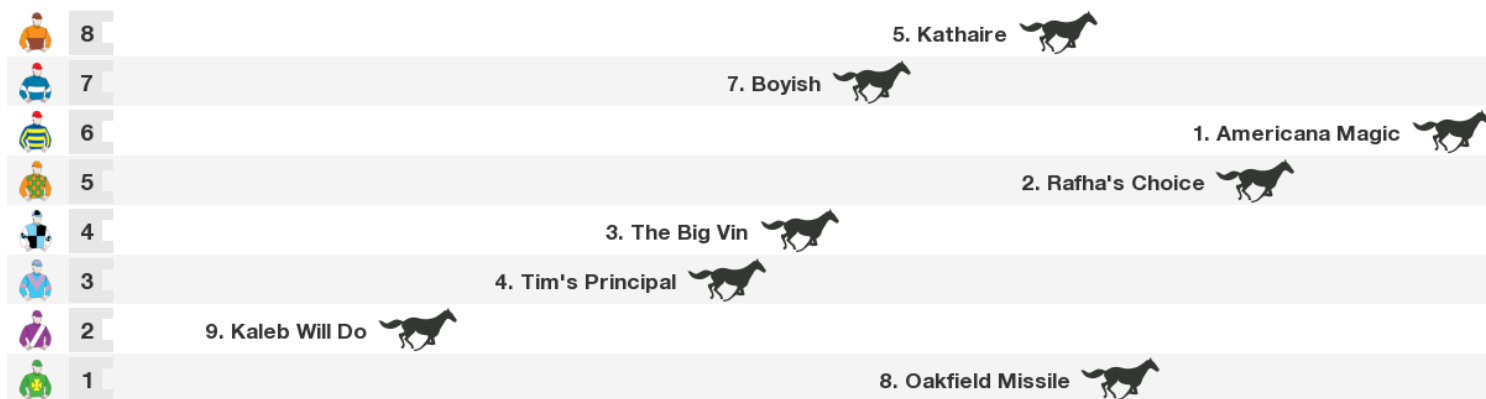 8 5. Kathaire
7 7. Boyish
6 1. Americana Magic
5 2. Rafha's Choice
4 3. The Big Vin
3 4. Tim's Principal
2 9. Kaleb Will Do
1 8. Oakfield Missile